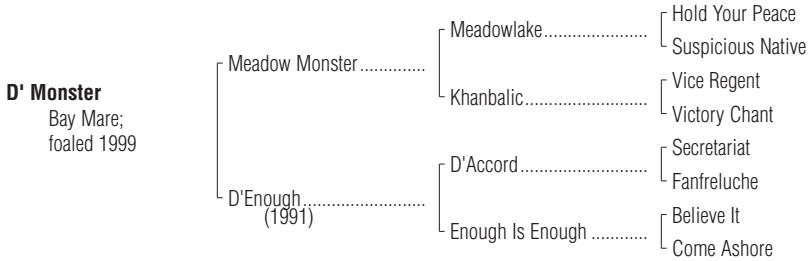 Hold Your Peace
Meadowlake......................
Suspicious Native
Meadow Monster..............
Vice Regent
Khanbalic..........................
Victory Chant
D' Monster
Bay Mare;
foaled 1999
Secretariat
D'Accord...........................
Fanfreluche
D'Enough..........................
(1991)
Believe It
Enough Is Enough ............
Come Ashore